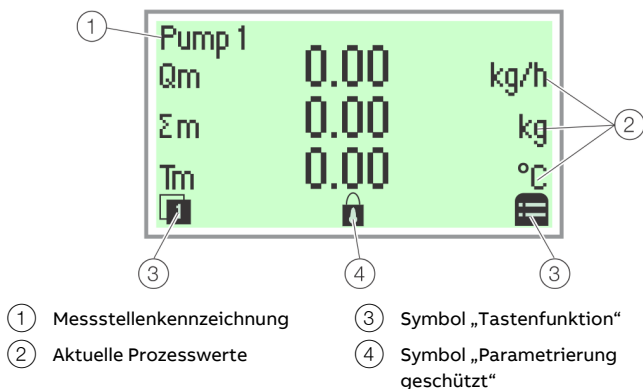 1
Pump 1
Qm 0.00 kg/h
Σm 0.00 kg
Tm 0.00 °C
2
1
3 4 3
1 Messstellenkennzeichnung
2 Aktuelle Prozesswerte
3 Symbol „Tastenfunktion“
4 Symbol „Parametrierung
geschützt“